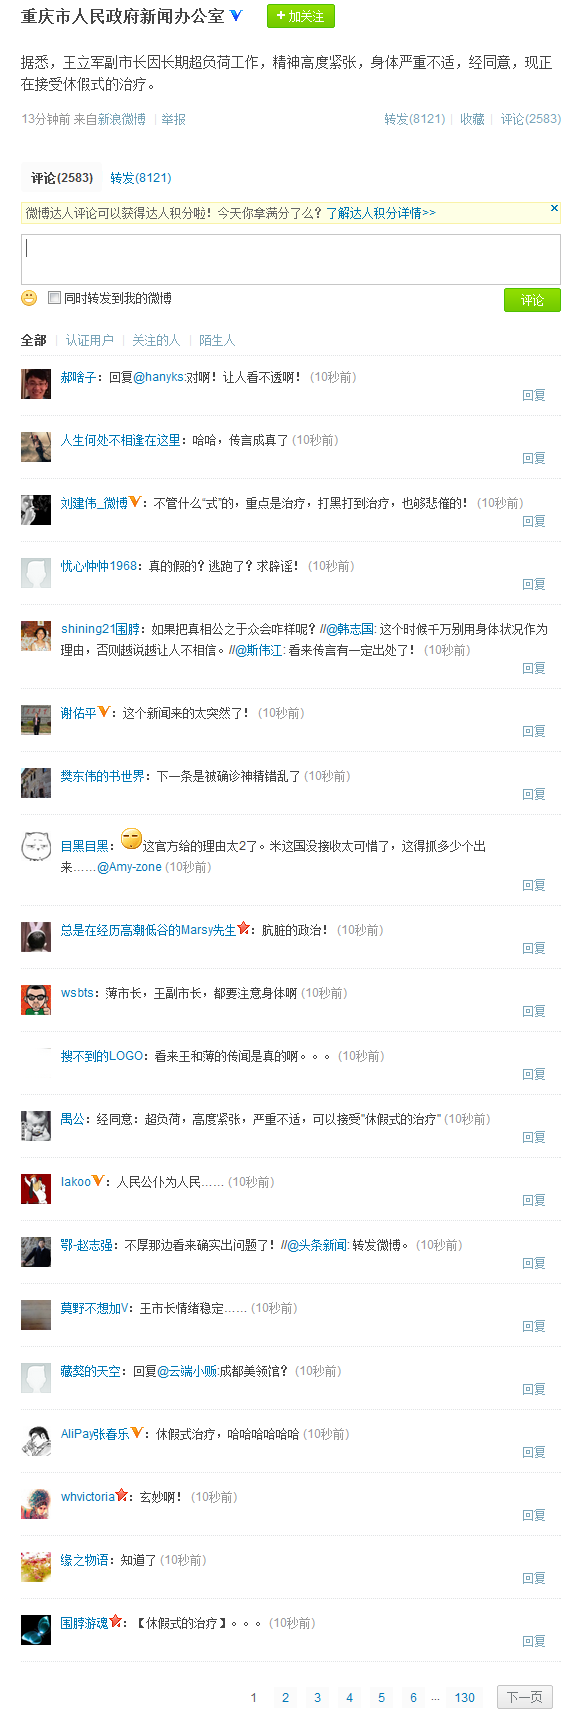 重庆市人民政府新闻办公室
+ 加关注
据悉，王立军副市长因长期超负荷工作，精神高度紧张，身体严重不适，经同意，现正
在接受休假式的治疗。
13分钟前 来自新浪微博 | 举报 转发(8121) | 收藏 | 评论(2583)
评论(2583) 转发(8121)
微博达人评论可以获得达人积分啦！今天你拿满分了么？了解达人积分详情>>
同时转发到我的微博 评论
全部 | 认证用户 | 关注的人 | 陌生人
郝啥子：回复@hanyks:对啊！让人看不透啊！ (10秒前)
回复
人生何处不相逢在这里：哈哈，传言成真了 (10秒前)
回复
刘建伟_微博：不管什么“式”的，重点是治疗，打黑打到治疗，也够悲催的！ (10秒前)
回复
忧心忡忡1968：真的假的？逃跑了？求辟谣！ (10秒前)
回复
shining21围脖：如果把真相公之于众会咋样呢？//@韩志国: 这个时候千万别用身体状况作为
理由，否则越说越让人不相信。//@斯伟江: 看来传言有一定出处了！ (10秒前)
回复
谢佑平：这个新闻来的太突然了！ (10秒前)
回复
樊东伟的书世界：下一条是被确诊神精错乱了 (10秒前)
回复
目黑目黑：这官方给的理由太2了。米这国没接收太可惜了，这得抓多少个出
来……@Amy-zone (10秒前)
回复
总是在经历高潮低谷的Marsy先生：肮脏的政治！ (10秒前)
回复
wsbts：薄市长，王副市长，都要注意身体啊 (10秒前)
回复
搜不到的LOGO：看来王和薄的传闻是真的啊。。。 (10秒前)
回复
愚公：经同意：超负荷，高度紧张，严重不适，可以接受"休假式的治疗" (10秒前)
回复
lakoo：人民公仆为人民…… (10秒前)
回复
鄂-赵志强：不厚那边看来确实出问题了！//@头条新闻: 转发微博。 (10秒前)
回复
莫野不想加V：王市长情绪稳定…… (10秒前)
回复
藏獒的天空：回复@云端小贩:成都美领馆？ (10秒前)
回复
AliPay张春乐：休假式治疗，哈哈哈哈哈哈 (10秒前)
回复
whvictoria：玄妙啊！ (10秒前)
回复
缘之物语：知道了 (10秒前)
回复
围脖游魂：【休假式的治疗】。。。 (10秒前)
回复
1 2 3 4 5 6 ... 130 下一页